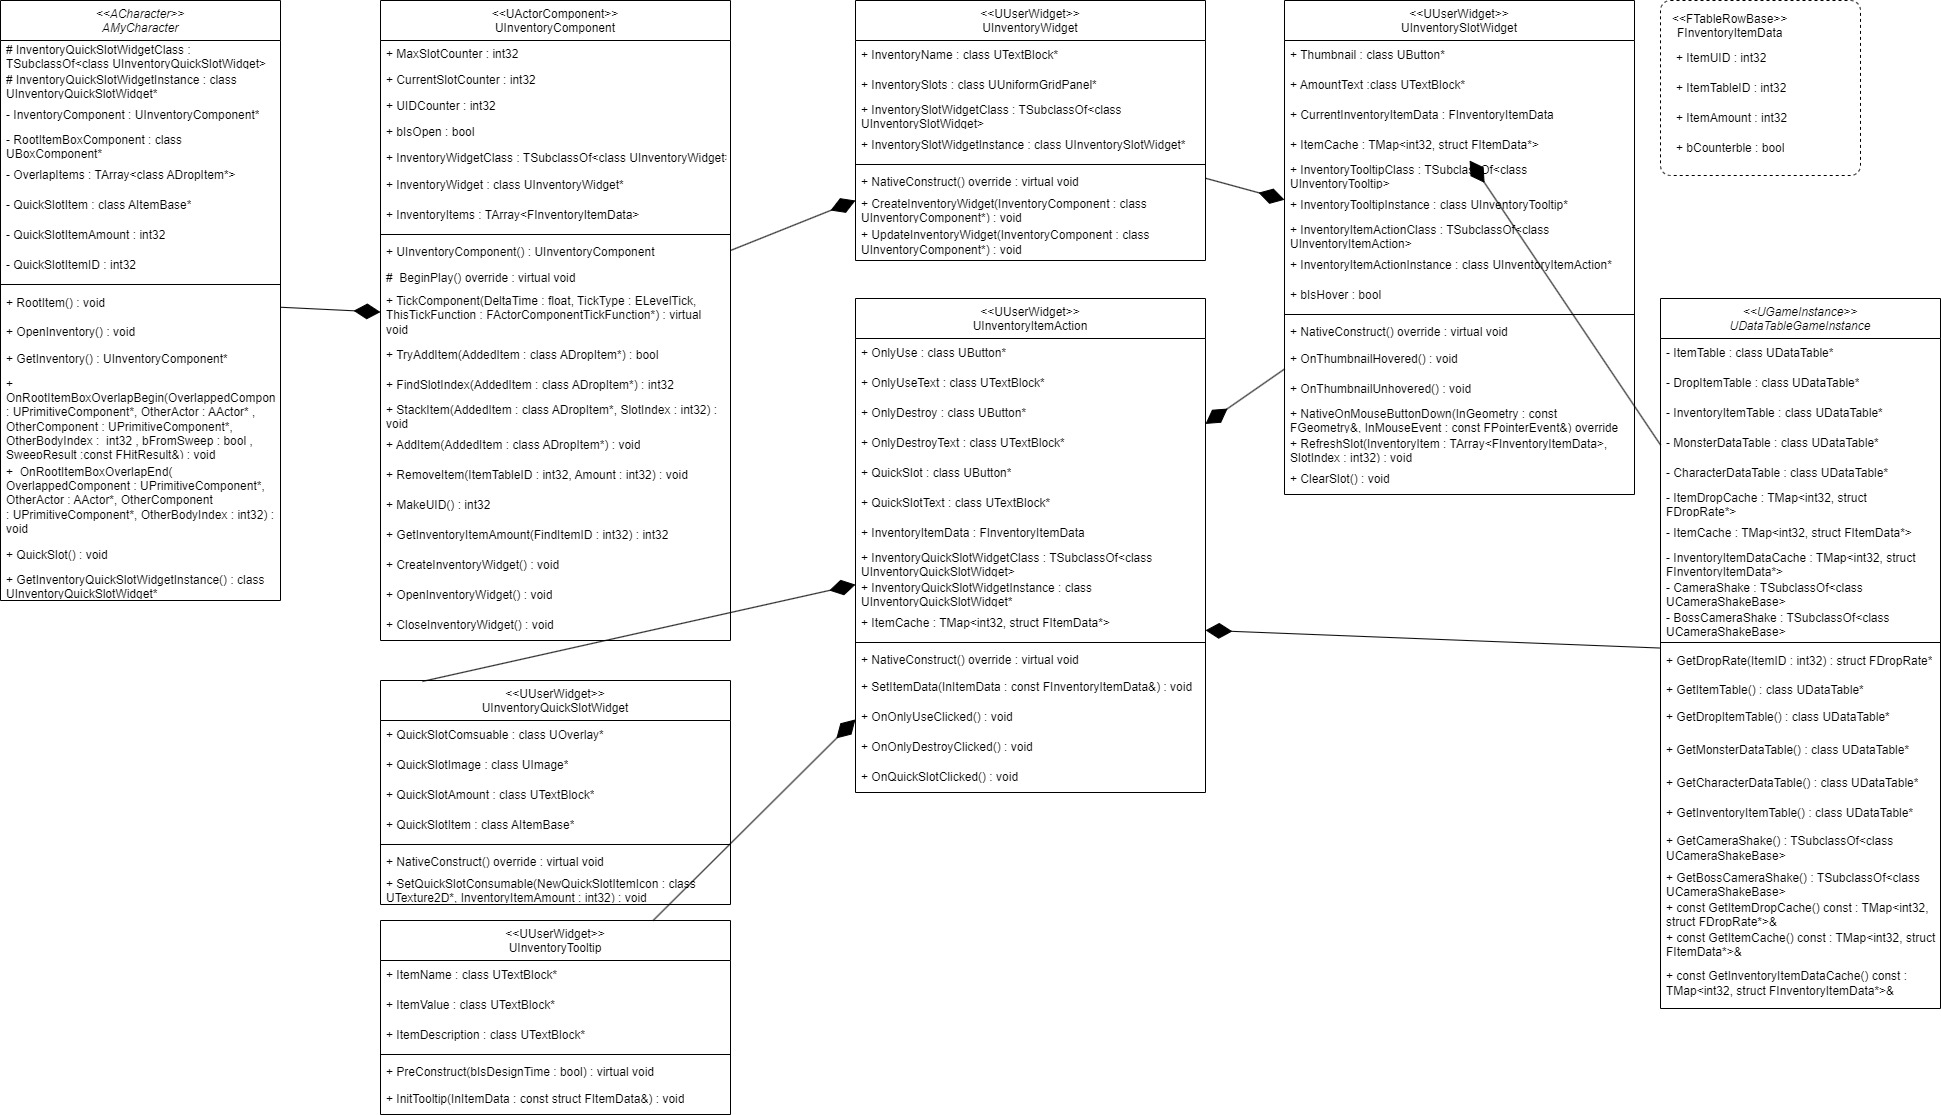 <<ACharacter>>
AMyCharacter
# InventoryQuickSlotWidgetClass :
TSubclassOf<class UInventoryQuickSlotWidget>
# InventoryQuickSlotWidgetInstance : class
UInventoryQuickSlotWidget*
- InventoryComponent : UInventoryComponent*
- RootItemBoxComponent : class
UBoxComponent*
- OverlapItems : TArray<class ADropItem*>
- QuickSlotItem : class AItemBase*
- QuickSlotItemAmount : int32
- QuickSlotItemID : int32
+ RootItem() : void
+ OpenInventory() : void
+ GetInventory() : UInventoryComponent*
+
OnRootItemBoxOverlapBegin(OverlappedCompon
: UPrimitiveComponent*, OtherActor : AActor* ,
OtherComponent : UPrimitiveComponent*,
OtherBodyIndex :  int32 , bFromSweep : bool ,
SweepResult :const FHitResult&) : void
+  OnRootItemBoxOverlapEnd(
OverlappedComponent : UPrimitiveComponent*,
OtherActor : AActor*, OtherComponent
: UPrimitiveComponent*, OtherBodyIndex : int32) :
void
+ QuickSlot() : void
+ GetInventoryQuickSlotWidgetInstance() : class
UInventoryQuickSlotWidget*
<<UActorComponent>>
UInventoryComponent
+ MaxSlotCounter : int32
+ CurrentSlotCounter : int32
+ UIDCounter : int32
+ bIsOpen : bool
+ InventoryWidgetClass : TSubclassOf<class UInventoryWidget>
+ InventoryWidget : class UInventoryWidget*
+ InventoryItems : TArray<FInventoryItemData>
+ UInventoryComponent() : UInventoryComponent
#  BeginPlay() override : virtual void
+ TickComponent(DeltaTime : float, TickType : ELevelTick,
ThisTickFunction : FActorComponentTickFunction*) : virtual
void
+ TryAddItem(AddedItem : class ADropItem*) : bool
+ FindSlotIndex(AddedItem : class ADropItem*) : int32
+ StackItem(AddedItem : class ADropItem*, SlotIndex : int32) :
void
+ AddItem(AddedItem : class ADropItem*) : void
+ RemoveItem(ItemTableID : int32, Amount : int32) : void
+ MakeUID() : int32
+ GetInventoryItemAmount(FindItemID : int32) : int32
+ CreateInventoryWidget() : void
+ OpenInventoryWidget() : void
+ CloseInventoryWidget() : void
<<UUserWidget>>
UInventoryQuickSlotWidget
+ QuickSlotComsuable : class UOverlay*
+ QuickSlotImage : class UImage*
+ QuickSlotAmount : class UTextBlock*
+ QuickSlotItem : class AItemBase*
+ NativeConstruct() override : virtual void
+ SetQuickSlotConsumable(NewQuickSlotItemIcon : class
UTexture2D*, InventoryItemAmount : int32) : void
<<UUserWidget>>
UInventoryTooltip
+ ItemName : class UTextBlock*
+ ItemValue : class UTextBlock*
+ ItemDescription : class UTextBlock*
+ PreConstruct(bIsDesignTime : bool) : virtual void
+ InitTooltip(InItemData : const struct FItemData&) : void
<<UUserWidget>>
UInventoryWidget
+ InventoryName : class UTextBlock*
+ InventorySlots : class UUniformGridPanel*
+ InventorySlotWidgetClass : TSubclassOf<class
UInventorySlotWidget>
+ InventorySlotWidgetInstance : class UInventorySlotWidget*
+ NativeConstruct() override : virtual void
+ CreateInventoryWidget(InventoryComponent : class
UInventoryComponent*) : void
+ UpdateInventoryWidget(InventoryComponent : class
UInventoryComponent*) : void
<<UUserWidget>>
UInventoryItemAction
+ OnlyUse : class UButton*
+ OnlyUseText : class UTextBlock*
+ OnlyDestroy : class UButton*
+ OnlyDestroyText : class UTextBlock*
+ QuickSlot : class UButton*
+ QuickSlotText : class UTextBlock*
+ InventoryItemData : FInventoryItemData
+ InventoryQuickSlotWidgetClass : TSubclassOf<class
UInventoryQuickSlotWidget>
+ InventoryQuickSlotWidgetInstance : class
UInventoryQuickSlotWidget*
+ ItemCache : TMap<int32, struct FItemData*>
+ NativeConstruct() override : virtual void
+ SetItemData(InItemData : const FInventoryItemData&) : void
+ OnOnlyUseClicked() : void
+ OnOnlyDestroyClicked() : void
+ OnQuickSlotClicked() : void
<<UUserWidget>>
UInventorySlotWidget
+ Thumbnail : class UButton*
+ AmountText :class UTextBlock*
+ CurrentInventoryItemData : FInventoryItemData
+ ItemCache : TMap<int32, struct FItemData*>
+ InventoryTooltipClass : TSubclassOf<class
UInventoryTooltip>
+ InventoryTooltipInstance : class UInventoryTooltip*
+ InventoryItemActionClass : TSubclassOf<class
UInventoryItemAction>
+ InventoryItemActionInstance : class UInventoryItemAction*
+ bIsHover : bool
+ NativeConstruct() override : virtual void
+ OnThumbnailHovered() : void
+ OnThumbnailUnhovered() : void
+ NativeOnMouseButtonDown(InGeometry : const
FGeometry&, InMouseEvent : const FPointerEvent&) override
+ RefreshSlot(InventoryItem : TArray<FInventoryItemData>,
SlotIndex : int32) : void
+ ClearSlot() : void
<<FTableRowBase>>
FInventoryItemData
+ ItemUID : int32
+ ItemTableID : int32
+ ItemAmount : int32
+ bCounterble : bool
<<UGameInstance>>
UDataTableGameInstance
- ItemTable : class UDataTable*
- DropItemTable : class UDataTable*
- InventoryItemTable : class UDataTable*
- MonsterDataTable : class UDataTable*
- CharacterDataTable : class UDataTable*
- ItemDropCache : TMap<int32, struct
FDropRate*>
- ItemCache : TMap<int32, struct FItemData*>
- InventoryItemDataCache : TMap<int32, struct
FInventoryItemData*>
- CameraShake : TSubclassOf<class
UCameraShakeBase>
- BossCameraShake : TSubclassOf<class
UCameraShakeBase>
+ GetDropRate(ItemID : int32) : struct FDropRate*
+ GetItemTable() : class UDataTable*
+ GetDropItemTable() : class UDataTable*
+ GetMonsterDataTable() : class UDataTable*
+ GetCharacterDataTable() : class UDataTable*
+ GetInventoryItemTable() : class UDataTable*
+ GetCameraShake() : TSubclassOf<class
UCameraShakeBase>
+ GetBossCameraShake() : TSubclassOf<class
UCameraShakeBase>
+ const GetItemDropCache() const : TMap<int32,
struct FDropRate*>&
+ const GetItemCache() const : TMap<int32, struct
FItemData*>&
+ const GetInventoryItemDataCache() const :
TMap<int32, struct FInventoryItemData*>&